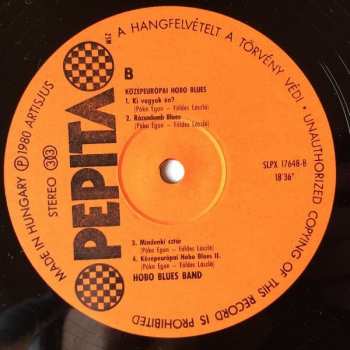 A HANGFELVÉTELT A TÖRVÉNY VÉDI · UNAUTHORIZED COPYING OF THIS RECORD IS PROHIBITED
MADE IN HUNGARY Ⓟ 1980 ARTISJUS
STEREO 33
PEPITA
B
KÖZÉPEURÓPAI HOBO BLUES
1. Ki vagyok én?
(Póka Egon - Földes László)
2. Rózsadomb Blues
(Póka Egon - Földes László)
SLPX 17648-B
18'36"
3. Mindenki sztár
(Póka Egon - Földes László)
4. Középeurópai Hobo Blues II.
(Póka Egon - Földes László)
HOBO BLUES BAND